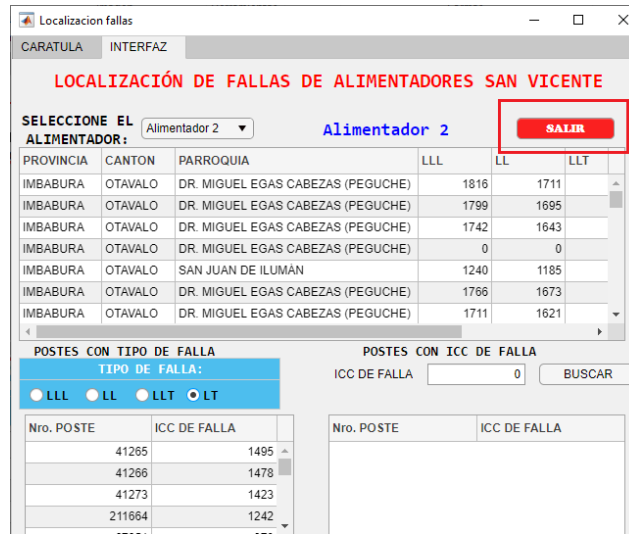 Localizacion fallas
CARATULA INTERFAZ
LOCALIZACIÓN DE FALLAS DE ALIMENTADORES SAN VICENTE
SELECCIONE EL
ALIMENTADOR:
Alimentador 2
Alimentador 2
SALIR
PROVINCIA CANTON PARROQUIA LLL LL LLT
IMBABURA OTAVALO DR. MIGUEL EGAS CABEZAS (PEGUCHE) 1816 1711
IMBABURA OTAVALO DR. MIGUEL EGAS CABEZAS (PEGUCHE) 1799 1695
IMBABURA OTAVALO DR. MIGUEL EGAS CABEZAS (PEGUCHE) 1742 1643
IMBABURA OTAVALO DR. MIGUEL EGAS CABEZAS (PEGUCHE) 0 0
IMBABURA OTAVALO SAN JUAN DE ILUMÁN 1240 1185
IMBABURA OTAVALO DR. MIGUEL EGAS CABEZAS (PEGUCHE) 1766 1673
IMBABURA OTAVALO DR. MIGUEL EGAS CABEZAS (PEGUCHE) 1711 1621
POSTES CON TIPO DE FALLA
TIPO DE FALLA:
LLL LL LLT LT
Nro. POSTE ICC DE FALLA
41265 1495
41266 1478
41273 1423
211664 1242
POSTES CON ICC DE FALLA
ICC DE FALLA 0 BUSCAR
Nro. POSTE ICC DE FALLA